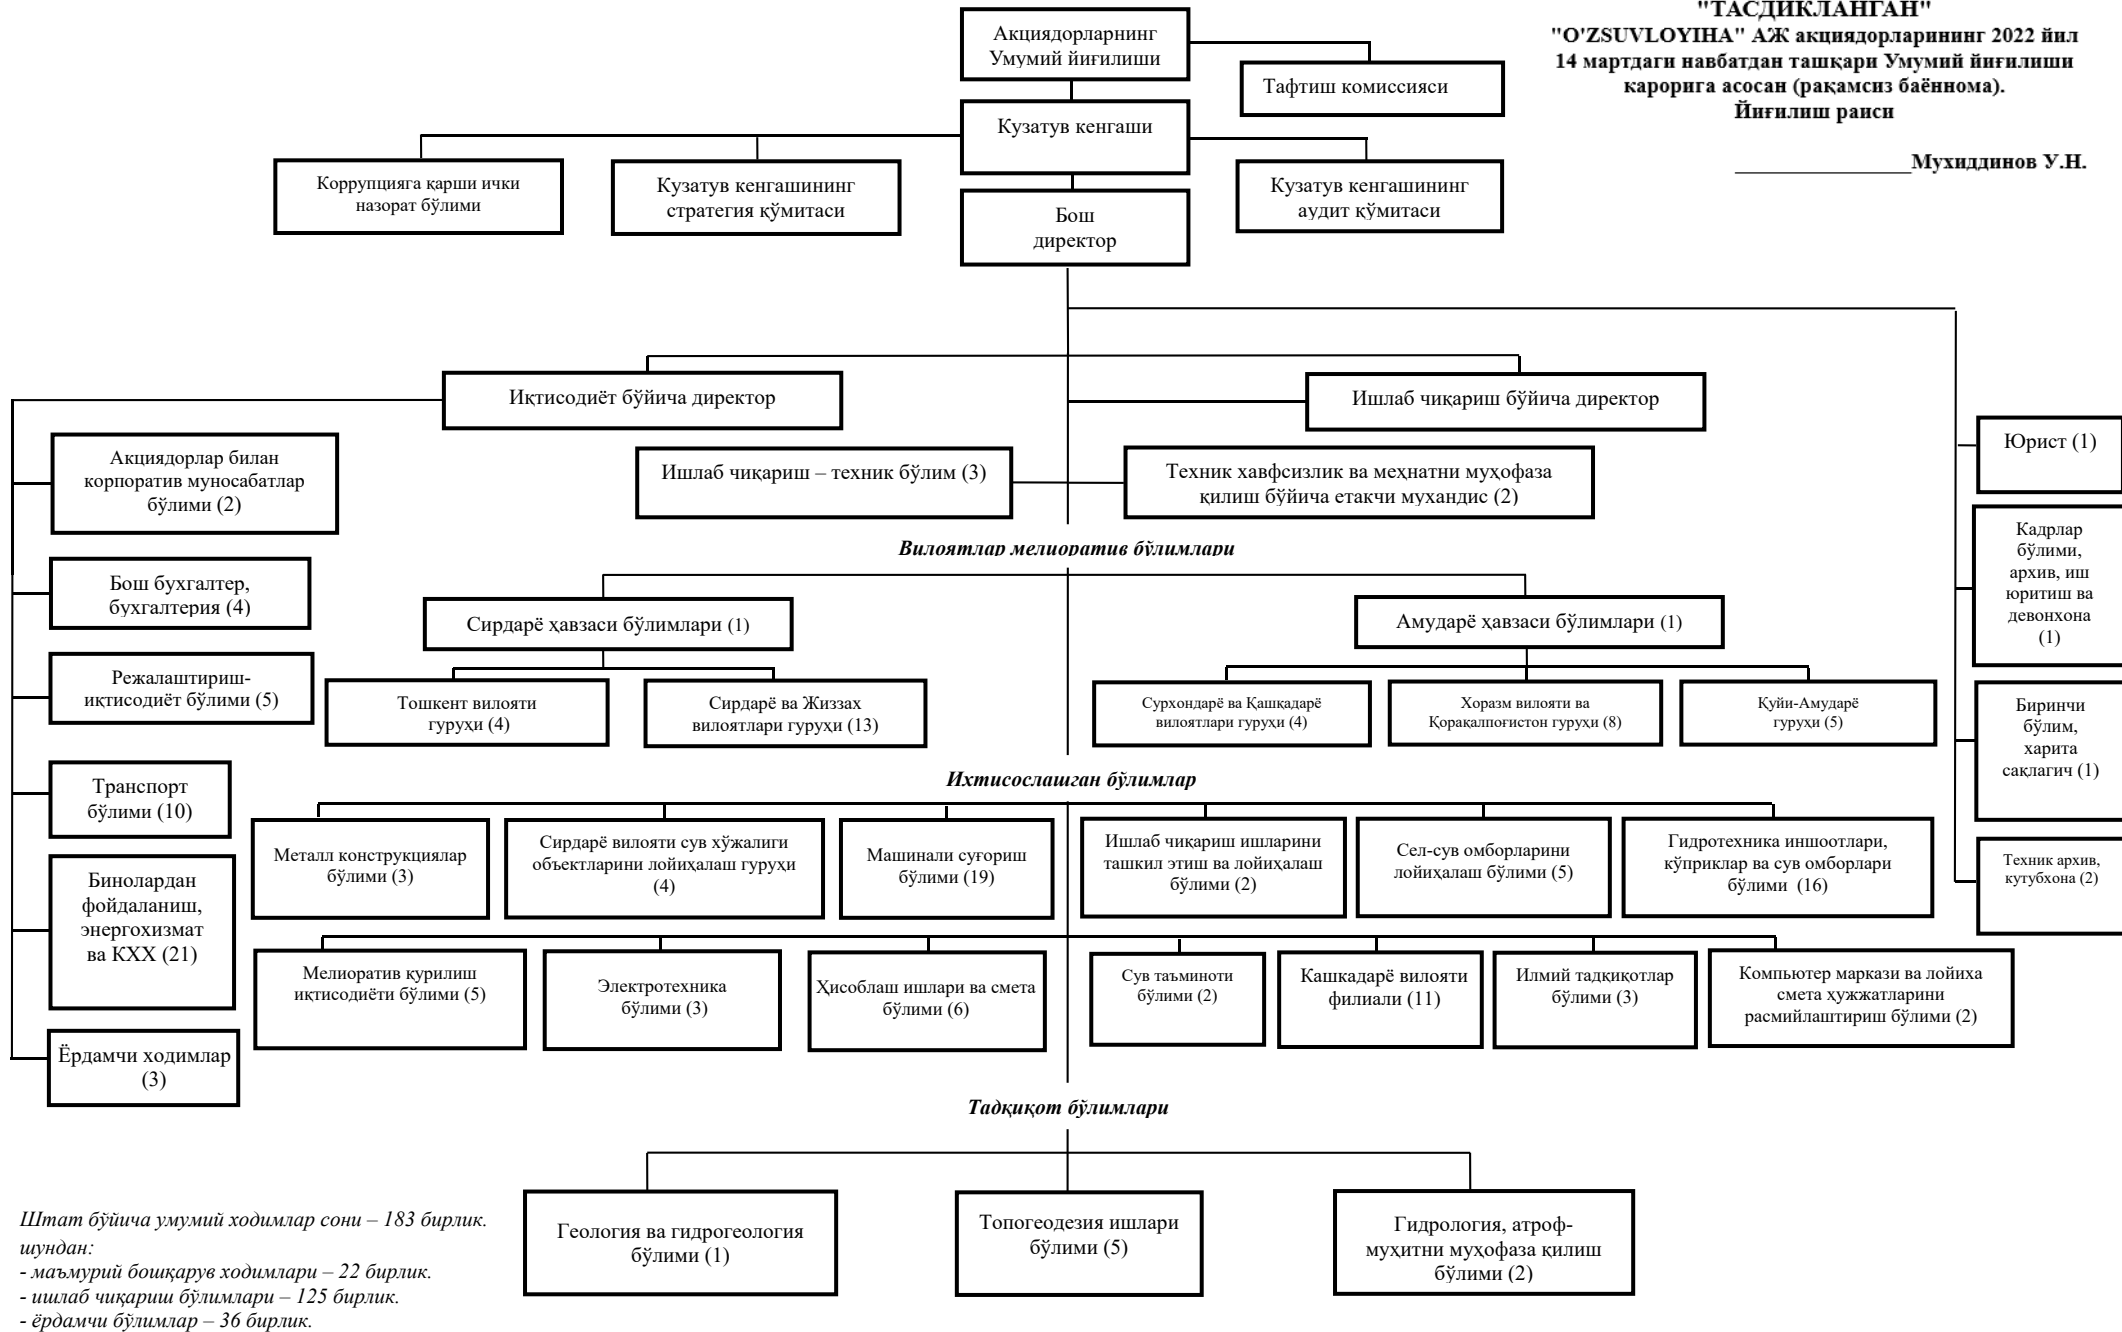 "ТАСДИКЛАНГАН"
"O'ZSUVLOYIHA" АЖ акциядорларининг 2022 йил
14 мартдаги навбатдан ташқари Умумий йиғилиши
карорига асосан (рақамсиз баённома).
Йиғилиш раиси
Мухиддинов У.Н.
Акциядорларнинг
Умумий йиғилиши
Тафтиш комиссияси
Кузатув кенгаши
Коррупцияга қарши ички
назорат бўлими
Кузатув кенгашининг
стратегия қўмитаси
Кузатув кенгашининг
аудит қўмитаси
Бош
директор
Иқтисодиёт бўйича директор
Ишлаб чиқариш бўйича директор
Акциядорлар билан
корпоратив муносабатлар
бўлими (2)
Ишлаб чиқариш – техник бўлим (3)
Техник хавфсизлик ва меҳнатни муҳофаза
қилиш бўйича етакчи мухандис (2)
Юрист (1)
Кадрлар
бўлими,
архив, иш
юритиш ва
девонхона
(1)
Вилоятлар мелиоратив бўлимлари
Бош бухгалтер,
бухгалтерия (4)
Сирдарё ҳавзаси бўлимлари (1)
Амударё ҳавзаси бўлимлари (1)
Режалаштириш-
иқтисодиёт бўлими (5)
Тошкент вилояти
гуруҳи (4)
Сирдарё ва Жиззах
вилоятлари гуруҳи (13)
Сурхондарё ва Қашқадарё
вилоятлари гуруҳи (4)
Хоразм вилояти ва
Қорақалпоғистон гуруҳи (8)
Қуйи-Амударё
гуруҳи (5)
Биринчи
бўлим,
харита
сақлагич (1)
Ихтисослашган бўлимлар
Транспорт
бўлими (10)
Металл конструкциялар
бўлими (3)
Сирдарё вилояти сув хўжалиги
объектларини лойиҳалаш гуруҳи
(4)
Машинали суғориш
бўлими (19)
Ишлаб чиқариш ишларини
ташкил этиш ва лойиҳалаш
бўлими (2)
Сел-сув омборларини
лойиҳалаш бўлими (5)
Гидротехника иншоотлари,
кўприклар ва сув омборлари
бўлими (16)
Техник архив,
кутубхона (2)
Бинолардан
фойдаланиш,
энергохизмат
ва КХХ (21)
Мелиоратив қурилиш
иқтисодиёти бўлими (5)
Электротехника
бўлими (3)
Ҳисоблаш ишлари ва смета
бўлими (6)
Сув таъминоти
бўлими (2)
Кашкадарё вилояти
филиали (11)
Илмий тадқиқотлар
бўлими (3)
Компьютер маркази ва лойиха
смета ҳужжатларини
расмийлаштириш бўлими (2)
Ёрдамчи ходимлар
(3)
Тадқиқот бўлимлари
Геология ва гидрогеология
бўлими (1)
Топогеодезия ишлари
бўлими (5)
Гидрология, атроф-
муҳитни муҳофаза қилиш
бўлими (2)
Штат бўйича умумий ходимлар сони – 183 бирлик.
шундан:
- маъмурий бошқарув ходимлари – 22 бирлик.
- ишлаб чиқариш бўлимлари – 125 бирлик.
- ёрдамчи бўлимлар – 36 бирлик.